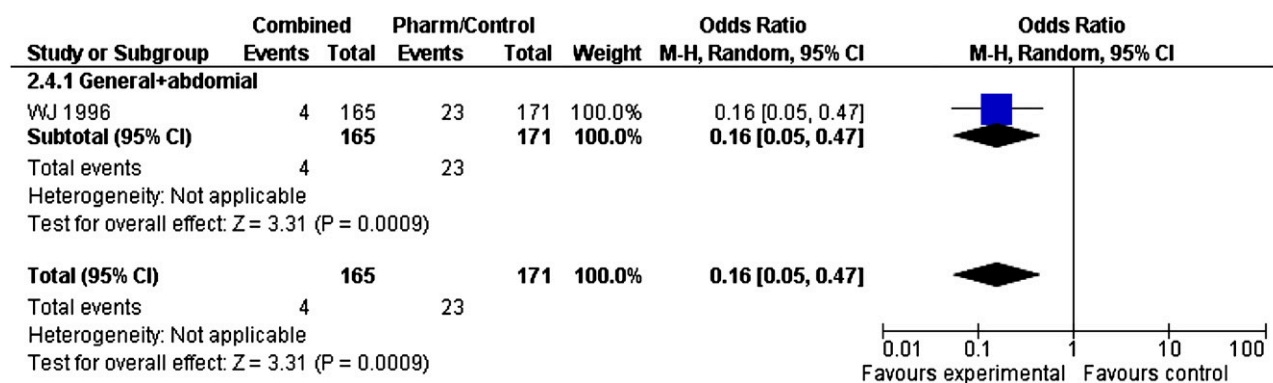 Combined Pharm/Control Odds Ratio Odds Ratio
Study or Subgroup Events Total Events Total Weight M-H, Random, 95% CI M-H, Random, 95% CI
2.4.1 General+abdomial
WJ 1996 4 165 23 171 100.0% 0.16 [0.05, 0.47]
Subtotal (95% CI) 165 171 100.0% 0.16 [0.05, 0.47]
Total events 4 23
Heterogeneity: Not applicable
Test for overall effect: Z = 3.31 (P = 0.0009)
Total (95% CI) 165 171 100.0% 0.16 [0.05, 0.47]
Total events 4 23
Heterogeneity: Not applicable
Test for overall effect: Z = 3.31 (P = 0.0009)
0.01 0.1 1 10 100
Favours experimental Favours control